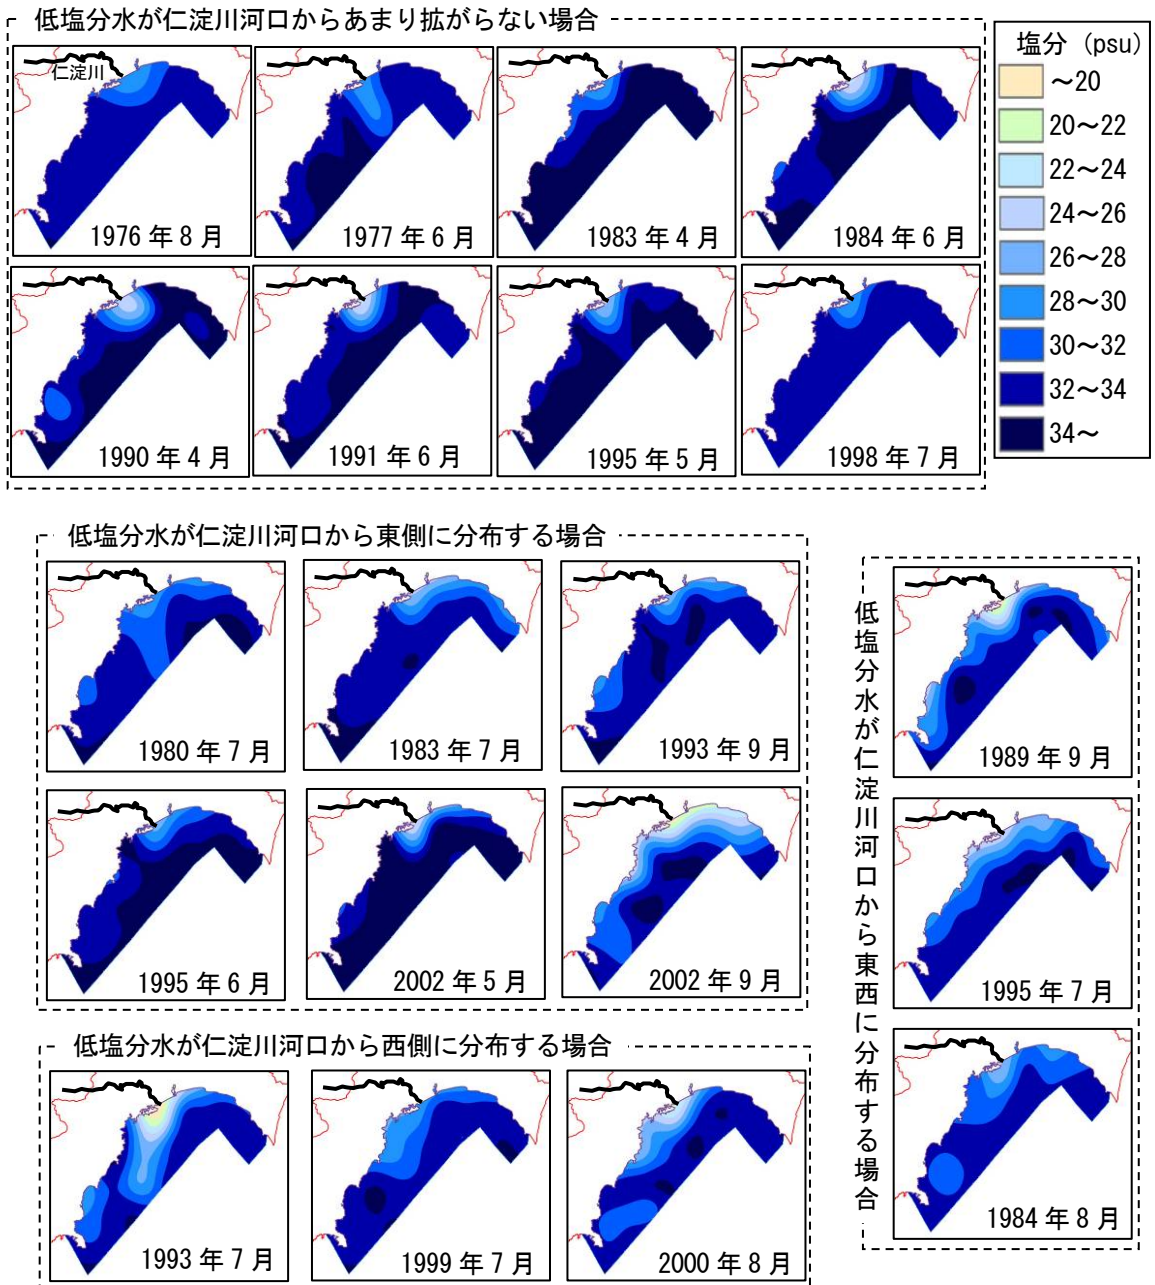 低塩分水が仁淀川河口からあまり拡がらない場合
仁淀川
1976 年 8 月
1977 年 6 月
1983 年 4 月
1984 年 6 月
1990 年 4 月
1991 年 6 月
1995 年 5 月
1998 年 7 月
塩分 (psu)
～20
20～22
22～24
24～26
26～28
28～30
30～32
32～34
34～
低塩分水が仁淀川河口から東側に分布する場合
1980 年 7 月
1983 年 7 月
1993 年 9 月
1995 年 6 月
2002 年 5 月
2002 年 9 月
低塩分水が仁淀川河口から西側に分布する場合
1993 年 7 月
1999 年 7 月
2000 年 8 月
低塩分水が仁淀川河口から東西に分布する場合
1989 年 9 月
1995 年 7 月
1984 年 8 月